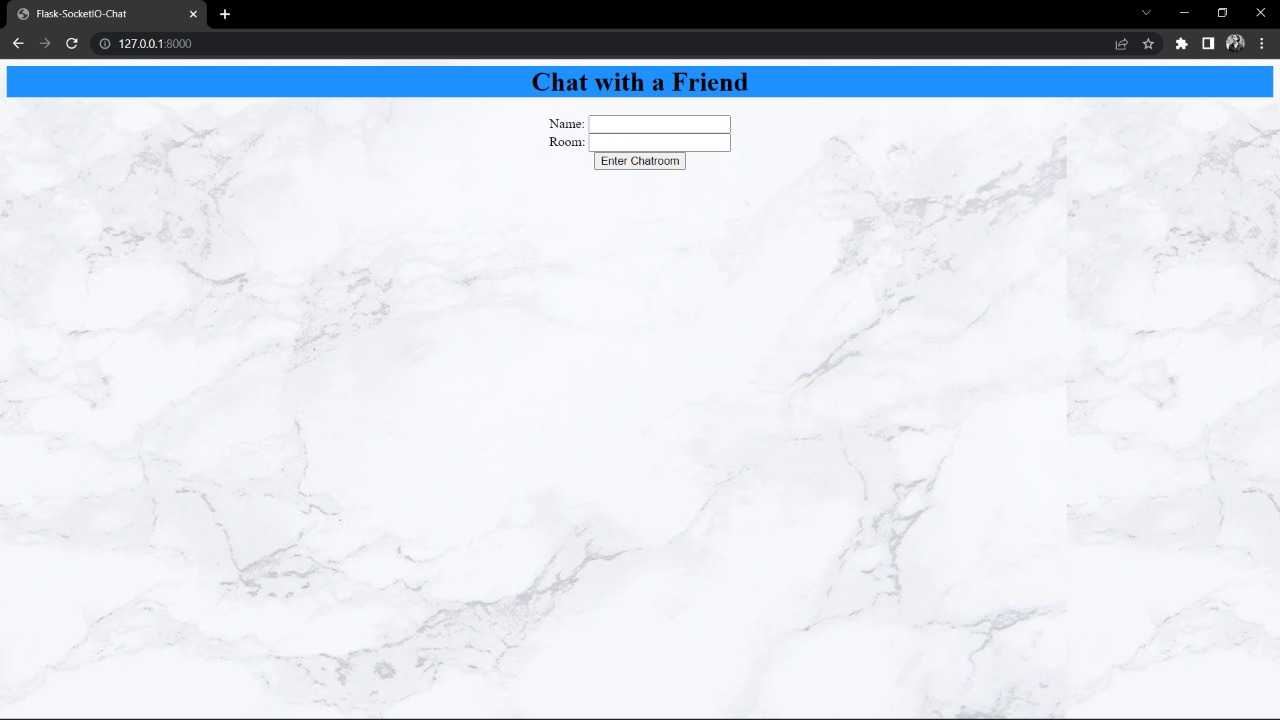 Flask-SocketIO-Chat
127.0.0.1:8000
Chat with a Friend
Name:
Room:
Enter Chatroom